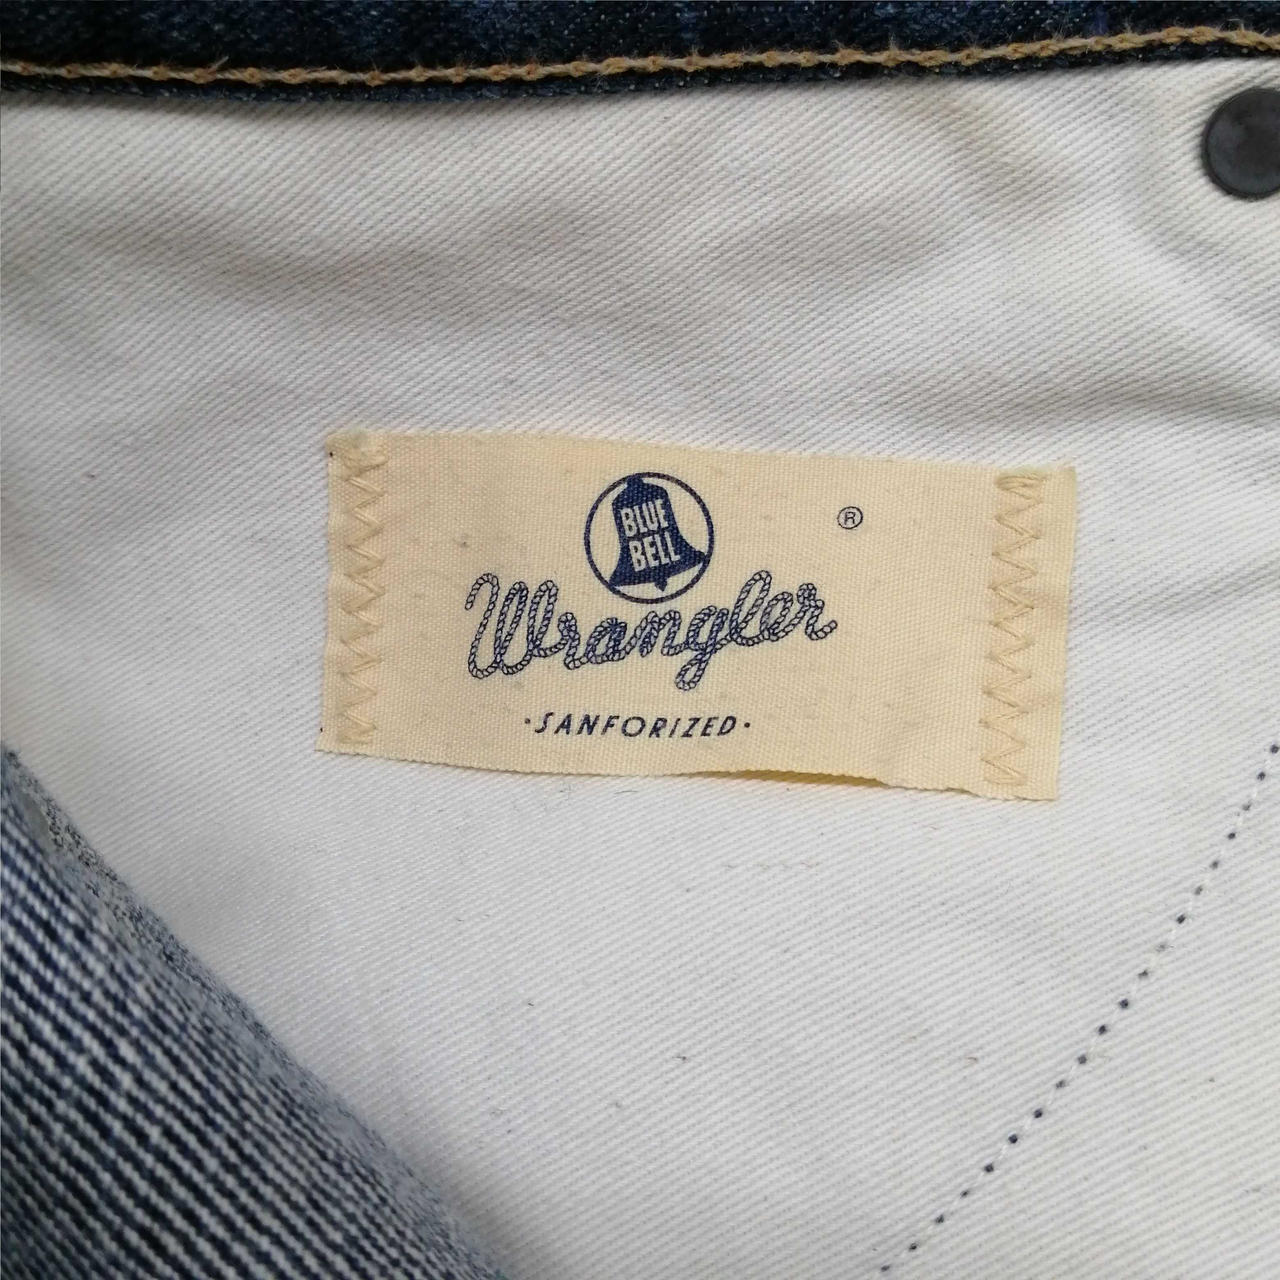 BLUE
BELL
®
Wrangler
·SANFORIZED·